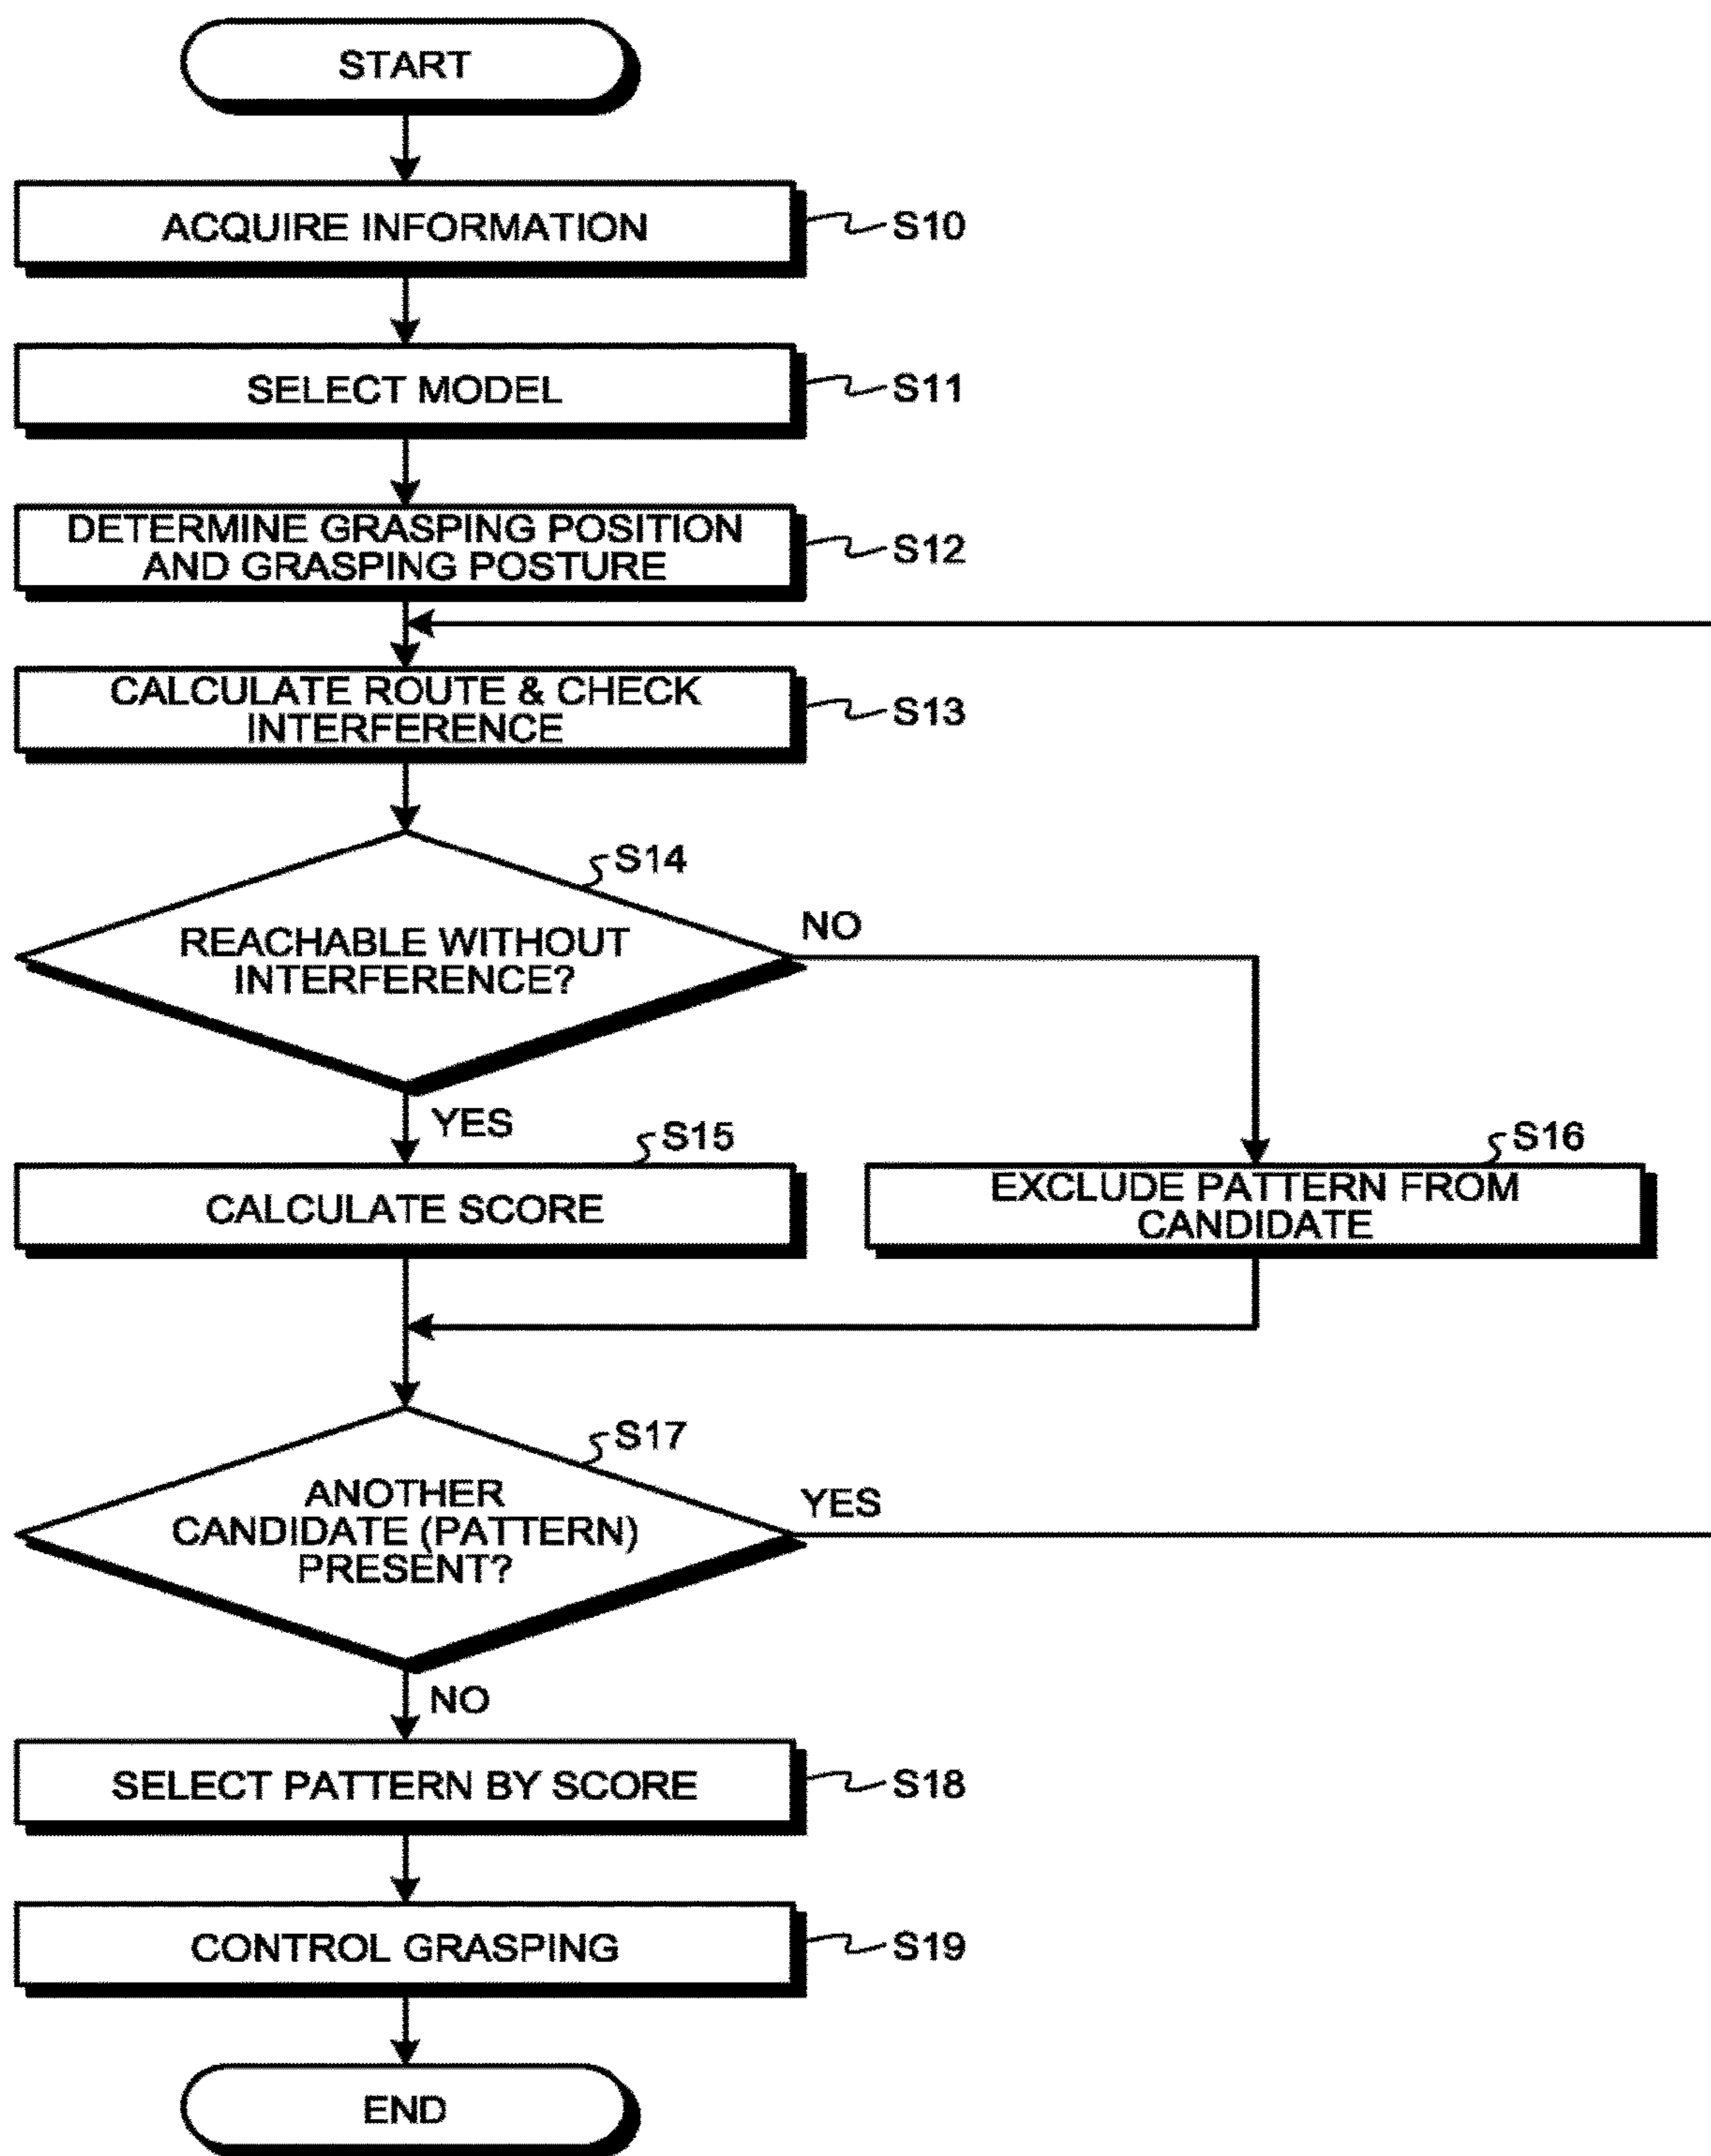 START
ACQUIRE INFORMATION
S10
SELECT MODEL
S11
DETERMINE GRASPING POSITION
AND GRASPING POSTURE
S12
CALCULATE ROUTE & CHECK
INTERFERENCE
S13
S14
REACHABLE WITHOUT
INTERFERENCE?
NO
YES
S15
CALCULATE SCORE
S16
EXCLUDE PATTERN FROM
CANDIDATE
S17
ANOTHER
CANDIDATE (PATTERN)
PRESENT?
YES
NO
SELECT PATTERN BY SCORE
S18
CONTROL GRASPING
S19
END